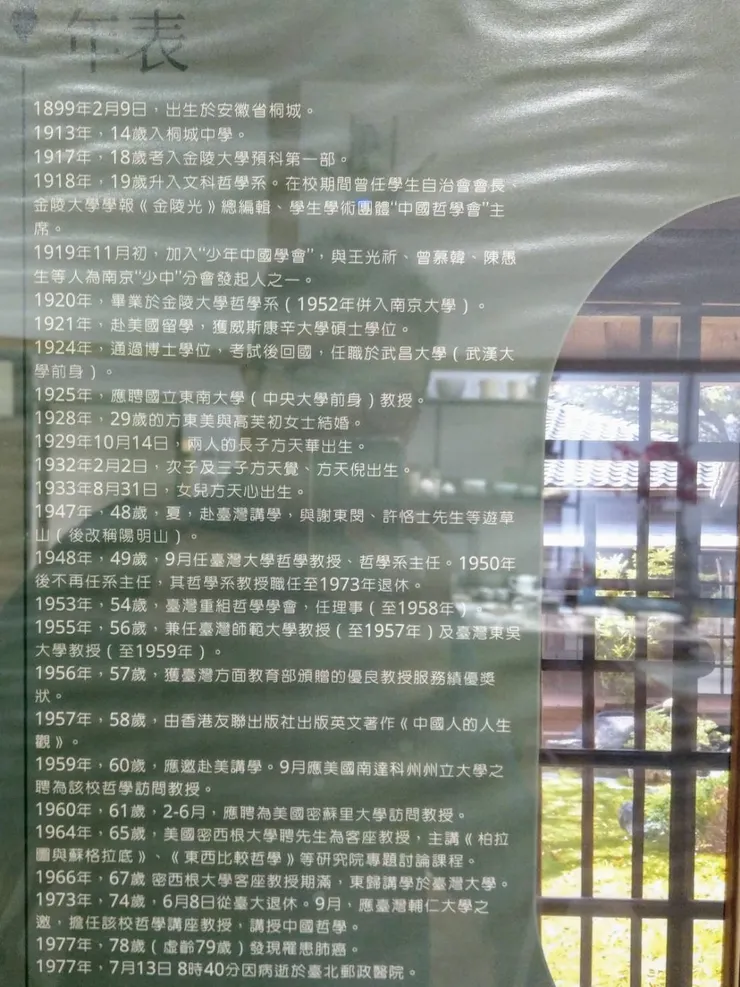 年表
1899年2月9日，出生於安徽省桐城。
1913年，14歲入桐城中學。
1917年，18歲考入金陵大學預科第一部。
1918年，19歲升入文科哲學系。在校期間曾任學生自治會會長、
金陵大學學報《金陵光》總編輯、學生學術團體“中國哲學會”主
席。
1919年11月初，加入“少年中國學會”，與王光祈、曾慕韓、陳愚
生等人為南京“少中”分會發起人之一。
1920年，畢業於金陵大學哲學系（1952年併入南京大學）。
1921年、赴美國留學，獲威斯康辛大學碩士學位。
1924年，通過博士學位，考試後回國，任職於武昌大學（武漢大
學前身）。
1925年，應聘國立東南大學（中央大學前身）教授。
1928年，29歲的方東美與高芙初女士結婚。
1929年10月14日，兩人的長子方天華出生。
1932年2月2日，次子及三子方天覺、方天倪出生。
1933年8月31日，女兒方天心出生。
1947年，48歲，夏，赴臺灣講學，與謝東閔、許恪士先生等遊草
山（後改稱陽明山）。
1948年，49歲，9月任臺灣大學哲學教授、哲學系主任。1950年
後不再任系主任，其哲學系教授職任至1973年退休。
1953年，54歲，臺灣重組哲學學會，任理事（至1958年）。
1955年，56歲，兼任臺灣師範大學教授（至1957年）及臺灣東吳
大學教授（至1959年）。
1956年，57歲，獲臺灣方面教育部頒贈的優良教授服務績優獎
狀。
1957年，58歲，由香港友聯出版社出版英文著作《中國人的人生
觀》。
1959年，60歲，應邀赴美講學。9月應美國南達科州州立大學之
聘為該校哲學訪問教授。
1960年，61歲，2-6月，應聘為美國密蘇里大學訪問教授。
1964年，65歲，美國密西根大學聘先生為客座教授，主講《柏拉
圖與蘇格拉底》、《東西比較哲學》等研究院專題討論課程。
1966年，67歲 密西根大學客座教授期滿，東歸講學於臺灣大學。
1973年，74歲，6月8日從臺大退休。9月，應臺灣輔仁大學之
邀，擔任該校哲學講座教授，講授中國哲學。
1977年，78歲（虛齡79歲）發現罹患肺癌。
1977年，7月13日 8時40分因病逝於臺北郵政醫院。